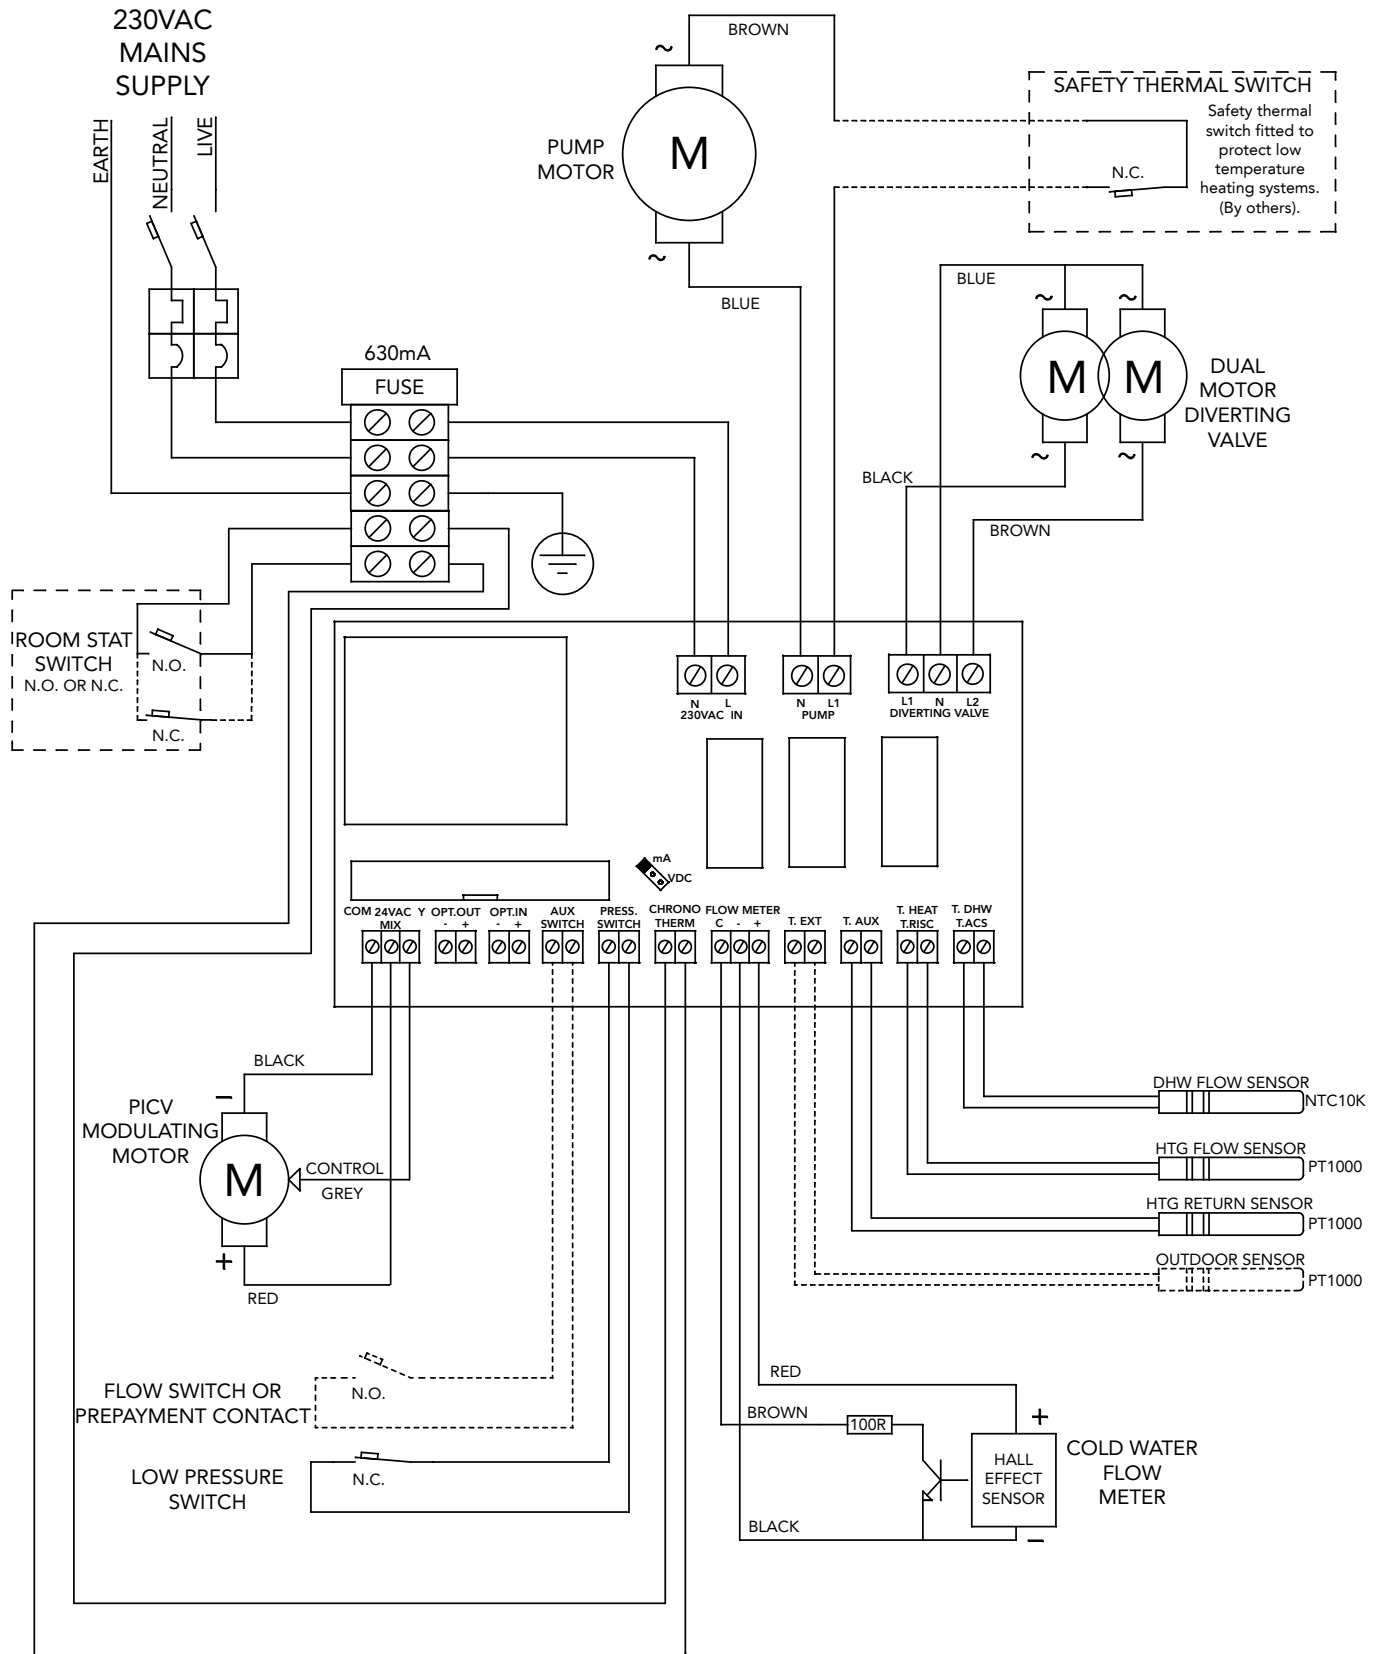 230VAC
MAINS
SUPPLY
EARTH
NEUTRAL
LIVE
BROWN
~
M
PUMP
MOTOR
~
BLUE
SAFETY THERMAL SWITCH
Safety thermal
switch fitted to
protect low
temperature
heating systems.
(By others).
N.C.
BLUE
~ ~
M M
~ ~
DUAL
MOTOR
DIVERTING
VALVE
BLACK
BROWN
630mA
FUSE
ROOM STAT
SWITCH
N.O. OR N.C.
N.O.
N.C.
N L
230VAC IN
N L1
PUMP
L1 N L2
DIVERTING VALVE
mA
VDC
COM 24VAC Y
MIX
OPT.OUT
- +
OPT.IN
- +
AUX
SWITCH
PRESS.
SWITCH
CHRONO
THERM
FLOW METER
C - +
T. EXT
T. AUX
T. HEAT
T.RISC
T. DHW
T.ACS
BLACK
−
PICV
MODULATING
MOTOR
M
CONTROL
GREY
+
RED
DHW FLOW SENSOR
NTC10K
HTG FLOW SENSOR
PT1000
HTG RETURN SENSOR
PT1000
OUTDOOR SENSOR
PT1000
FLOW SWITCH OR
PREPAYMENT CONTACT
N.O.
LOW PRESSURE
SWITCH
N.C.
RED
BROWN
100R
+
HALL
EFFECT
SENSOR
COLD WATER
FLOW
METER
BLACK
−